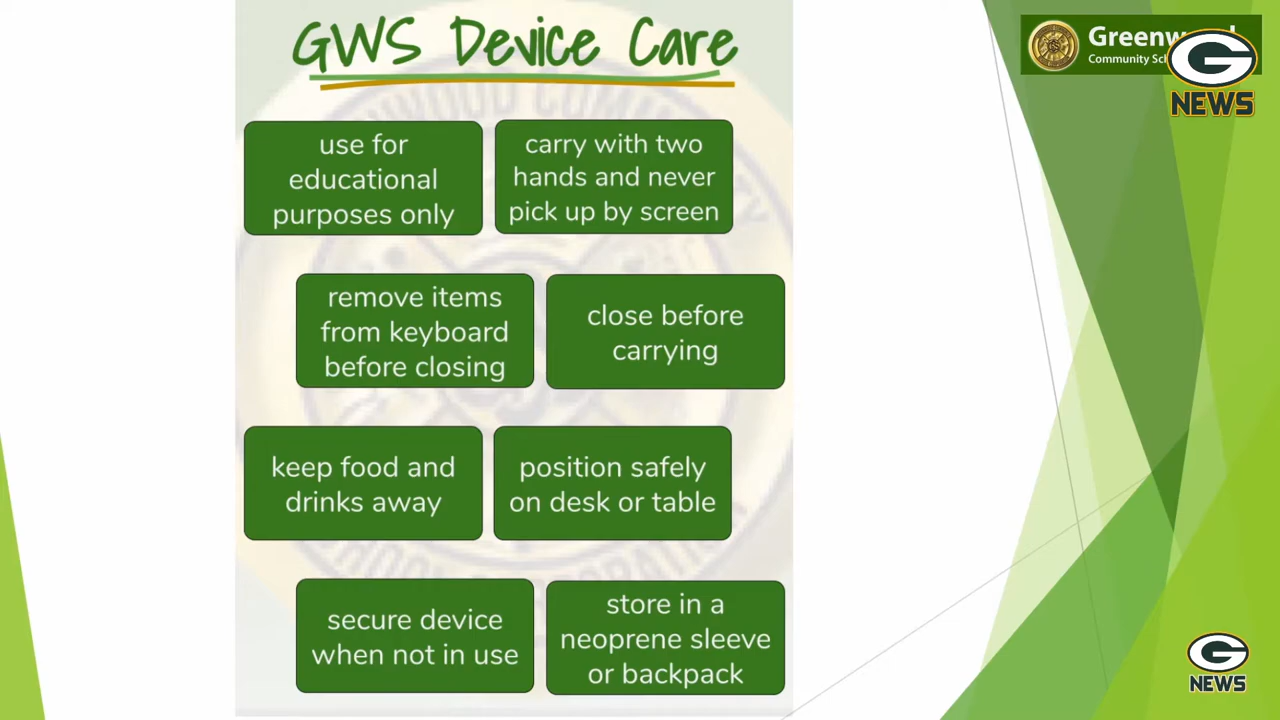 GWS Device Care
use for
educational
purposes only
carry with two
hands and never
pick up by screen
remove items
from keyboard
before closing
close before
carrying
keep food and
drinks away
position safely
on desk or table
secure device
when not in use
store in a
neoprene sleeve
or backpack
Community
G
NEWS
G
NEWS